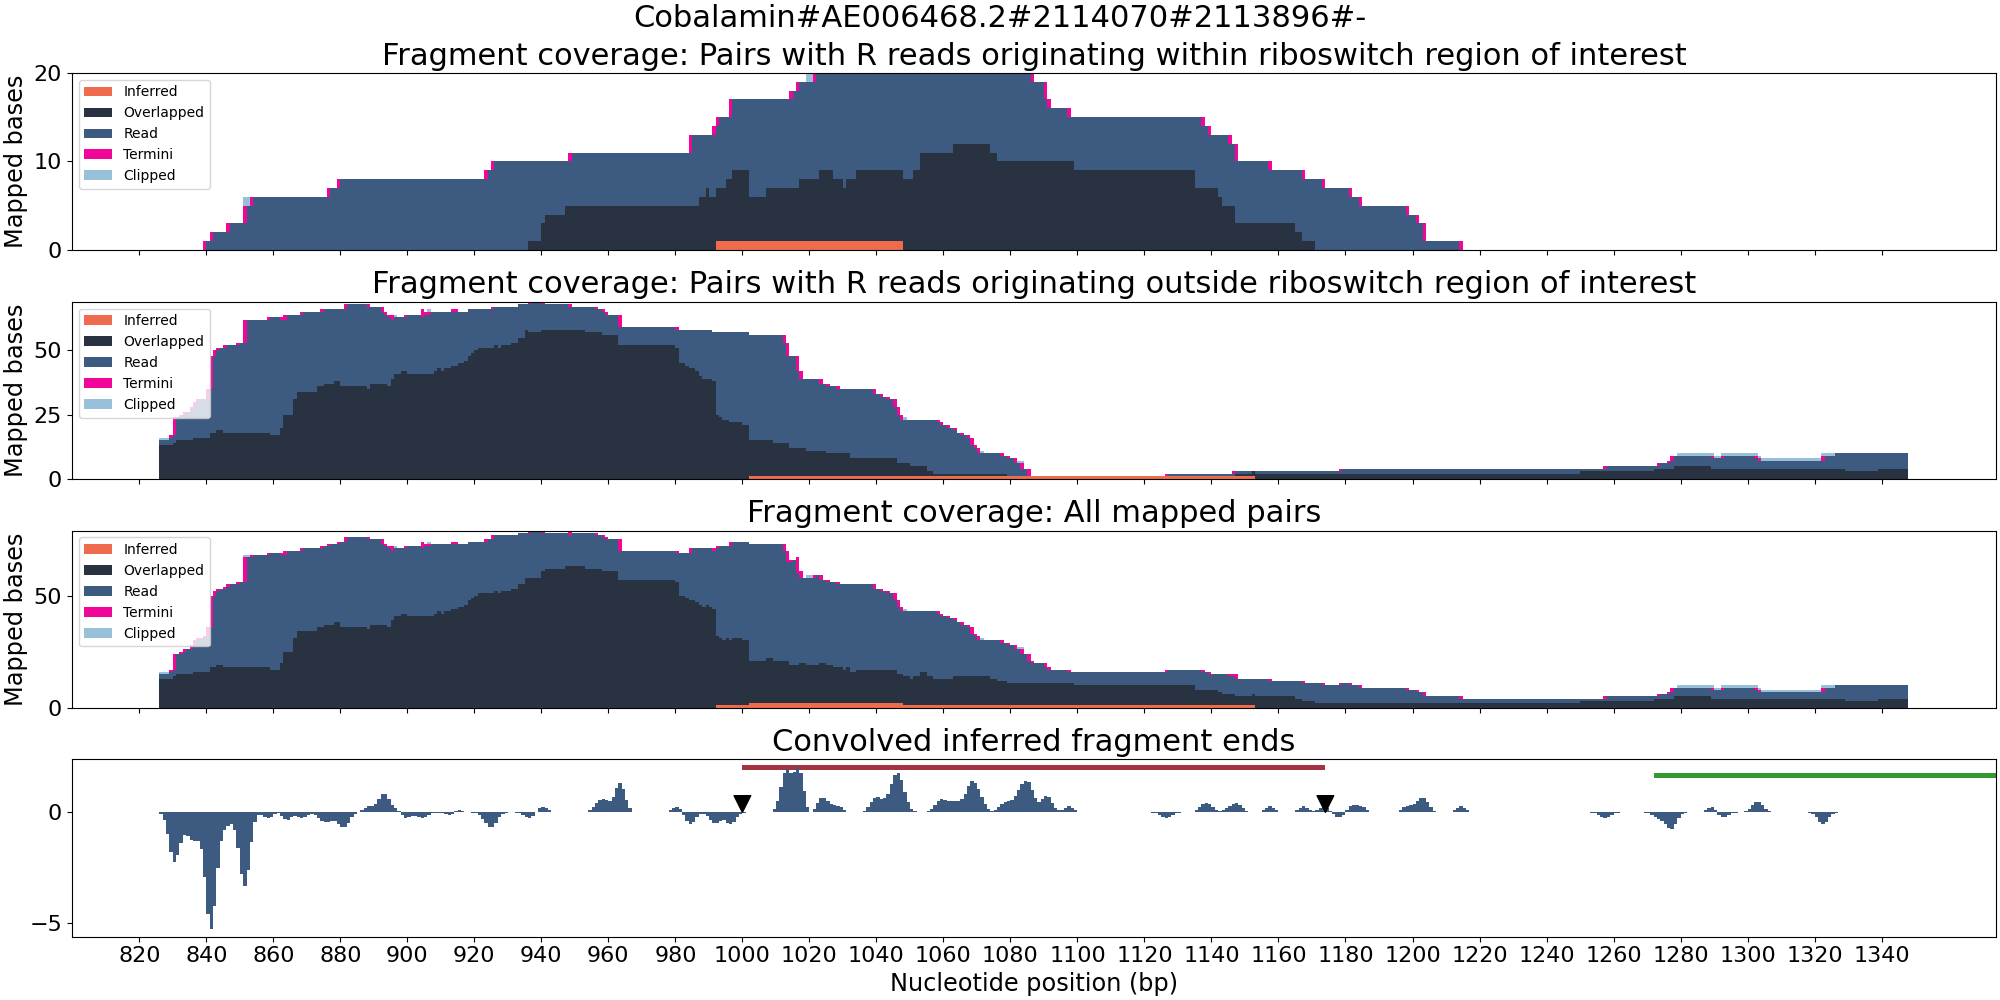 Cobalamin#AE006468.2#2114070#2113896#-
Fragment coverage: Pairs with R reads originating within riboswitch region of interest
Mapped bases
20
10
0
Inferred
Overlapped
Read
Termini
Clipped
Fragment coverage: Pairs with R reads originating outside riboswitch region of interest
Mapped bases
50
25
0
Inferred
Overlapped
Read
Termini
Clipped
Fragment coverage: All mapped pairs
Mapped bases
50
0
Inferred
Overlapped
Read
Termini
Clipped
Convolved inferred fragment ends
0
−5
820 840 860 880 900 920 940 960 980 1000 1020 1040 1060 1080 1100 1120 1140 1160 1180 1200 1220 1240 1260 1280 1300 1320 1340
Nucleotide position (bp)